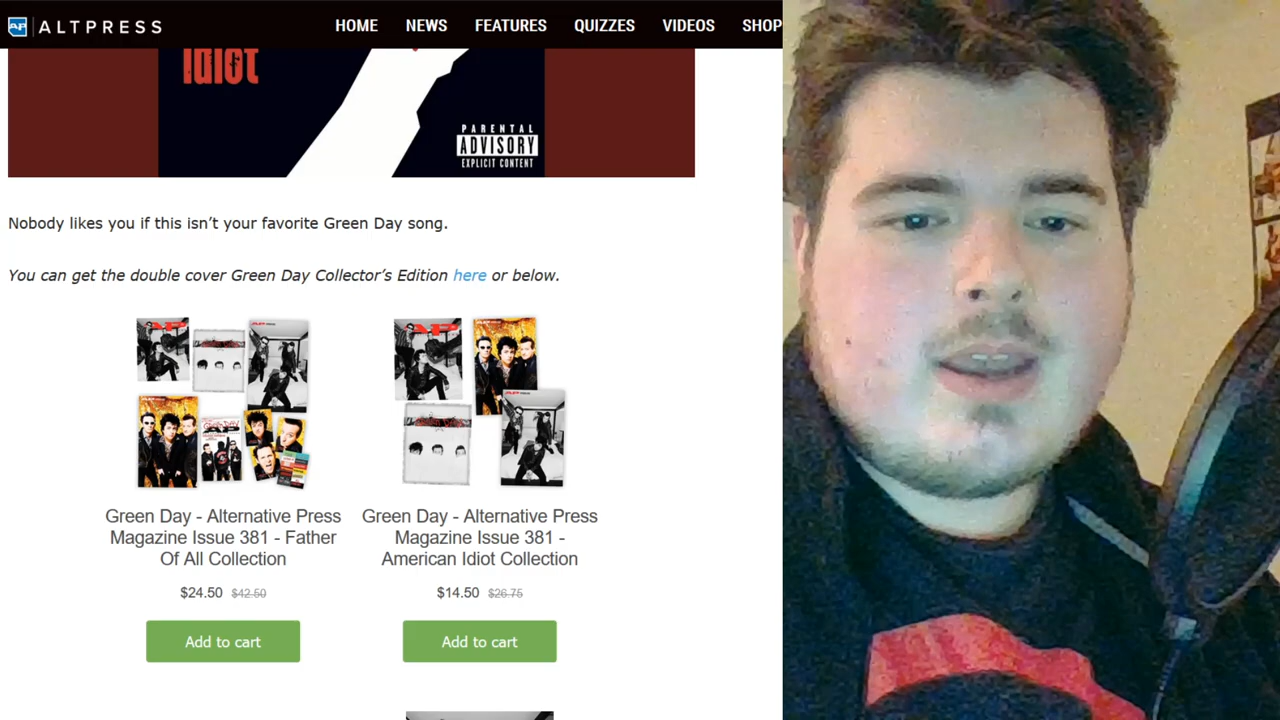 AP ALTPRESS HOME NEWS FEATURES QUIZZES VIDEOS SHOP
Idiot
PARENTAL
ADVISORY
EXPLICIT CONTENT
Nobody likes you if this isn't your favorite Green Day song.
You can get the double cover Green Day Collector's Edition here or below.
Green Day - Alternative Press
Magazine Issue 381 - Father
Of All Collection
$24.50 $42.50
Add to cart
Green Day - Alternative Press
Magazine Issue 381 -
American Idiot Collection
$14.50 $26.75
Add to cart